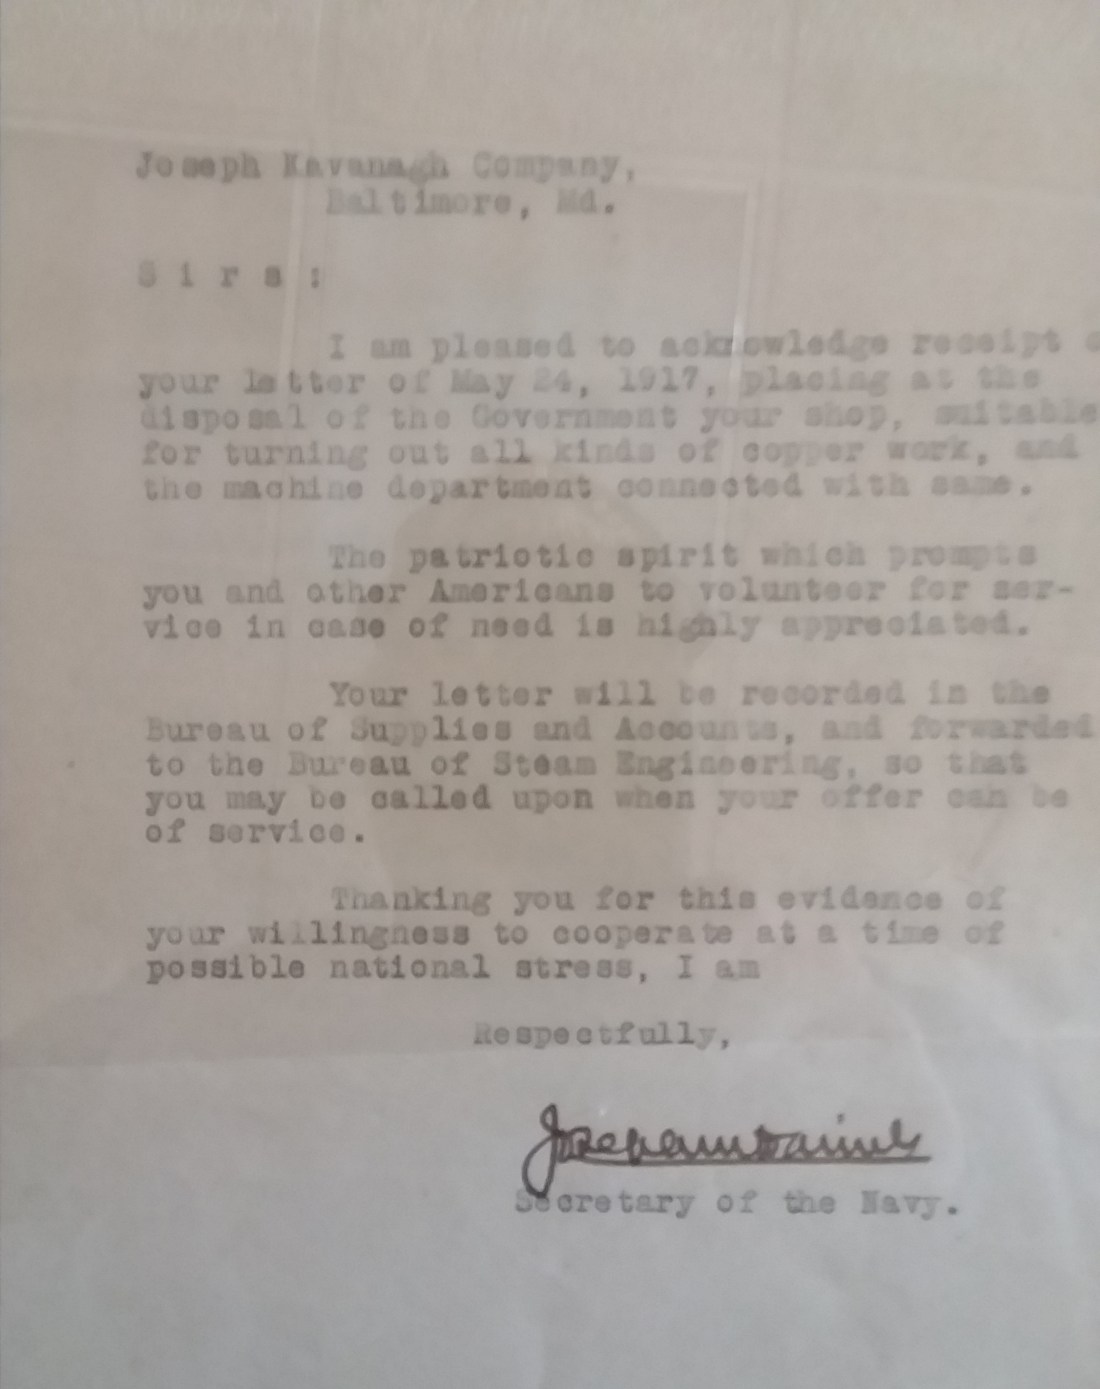 Joseph Kavanagh Company,
Baltimore, Md.
Sirs:
I am pleased to acknowledge receipt o
your letter of May 24, 1917, placing at the
disposal of the Government your shop, suitable
for turning out all kinds of copper work, and
the machine department connected with same.
The patriotic spirit which prompts
you and other Americans to volunteer for ser-
vice in case of need is highly appreciated.
Your letter will be recorded in the
Bureau of Supplies and Accounts, and forwarded
to the Bureau of Steam Engineering, so that
you may be called upon when your offer can be
of service.
Thanking you for this evidence of
your willingness to cooperate at a time of
possible national stress, I am
Respectfully,
Josephus Daniels
Secretary of the Navy.